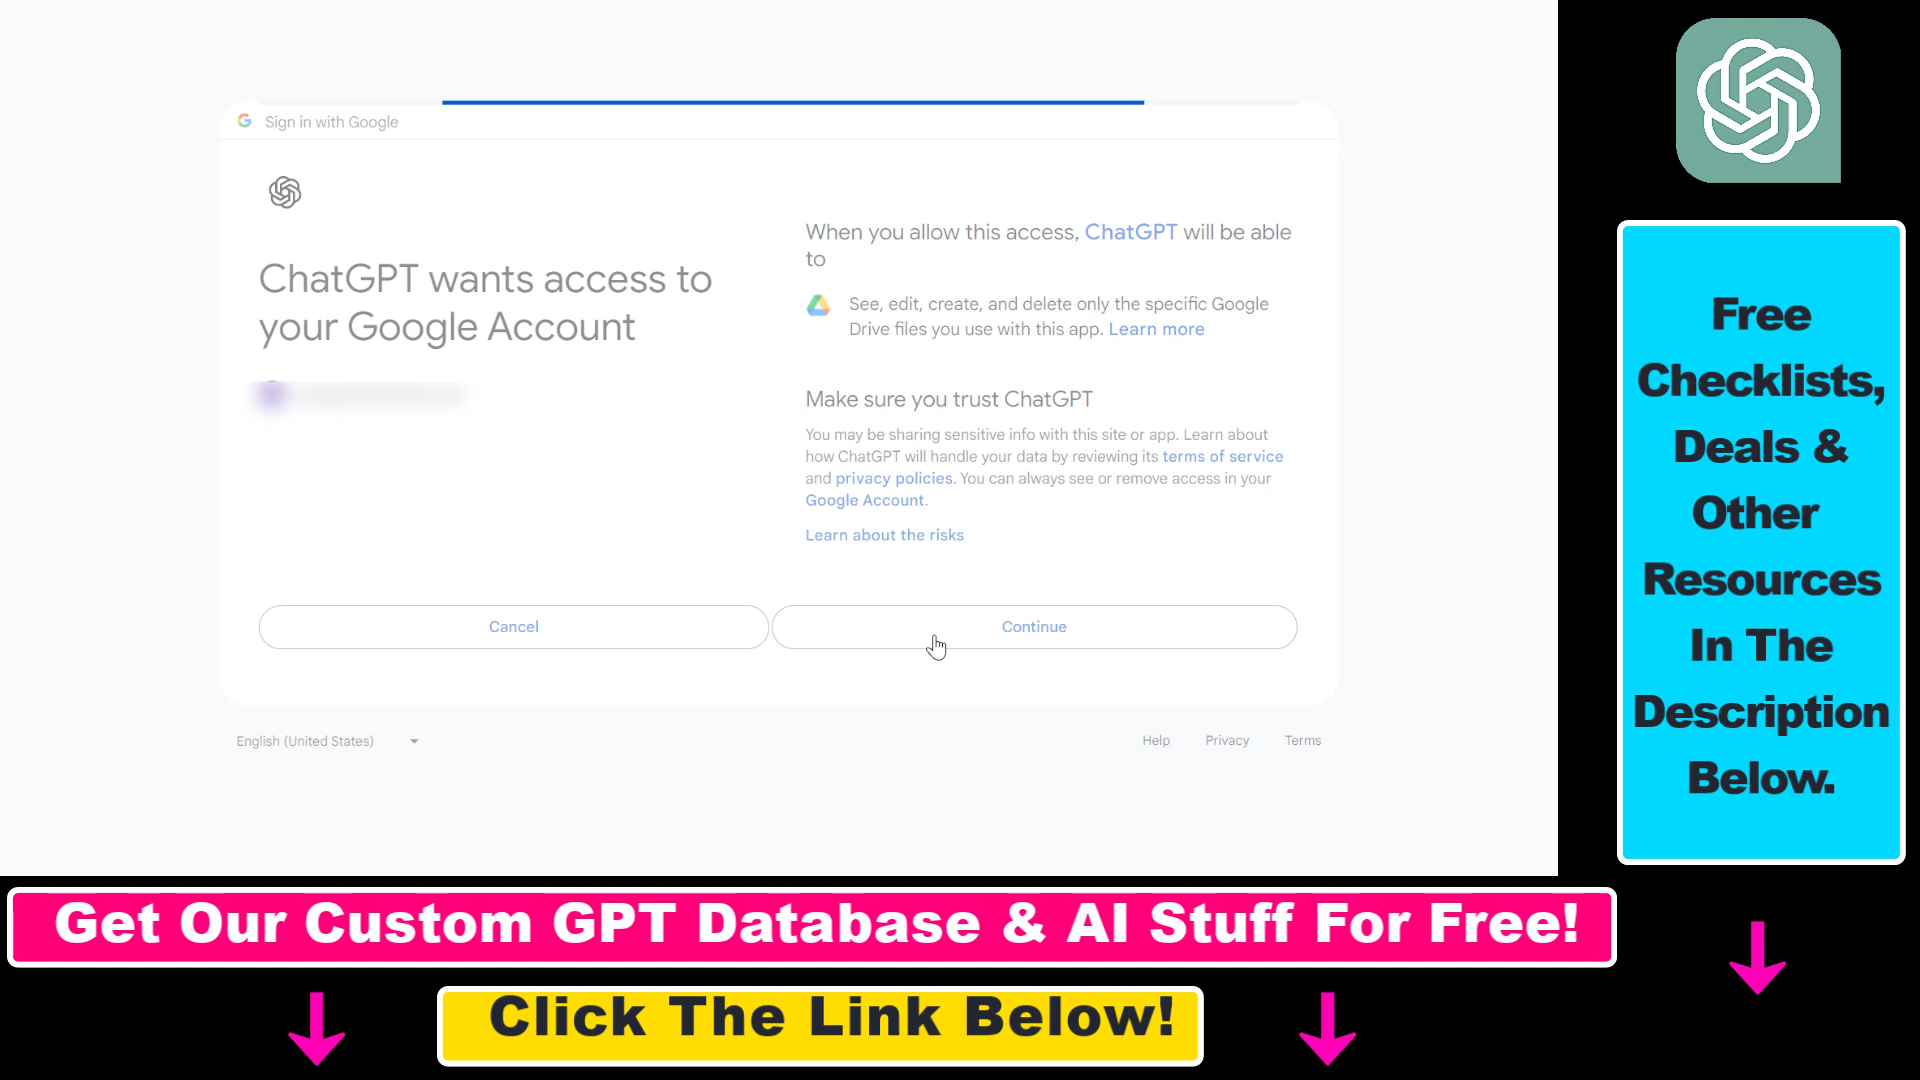 Sign in with Google
ChatGPT wants access to
your Google Account
When you allow this access, ChatGPT will be able
to
See, edit, create, and delete only the specific Google
Drive files you use with this app. Learn more
Make sure you trust ChatGPT
You may be sharing sensitive info with this site or app. Learn about
how ChatGPT will handle your data by reviewing its terms of service
and privacy policies. You can always see or remove access in your
Google Account.
Learn about the risks
Cancel
Continue
English (United States)
Help
Privacy
Terms
Free
Checklists,
Deals &
Other
Resources
In The
Description
Below.
Get Our Custom GPT Database & AI Stuff For Free!
Click The Link Below!